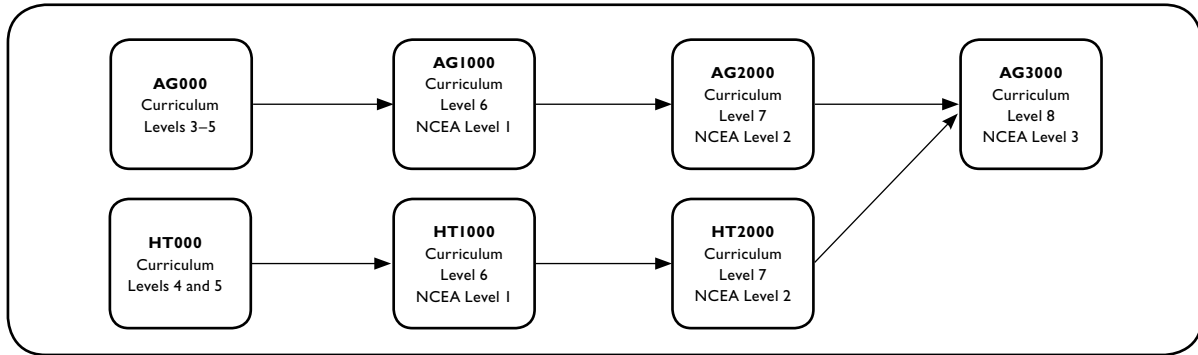 AG000
Curriculum
Levels 3–5
AG1000
Curriculum
Level 6
NCEA Level 1
AG2000
Curriculum
Level 7
NCEA Level 2
AG3000
Curriculum
Level 8
NCEA Level 3
HT000
Curriculum
Levels 4 and 5
HT1000
Curriculum
Level 6
NCEA Level 1
HT2000
Curriculum
Level 7
NCEA Level 2